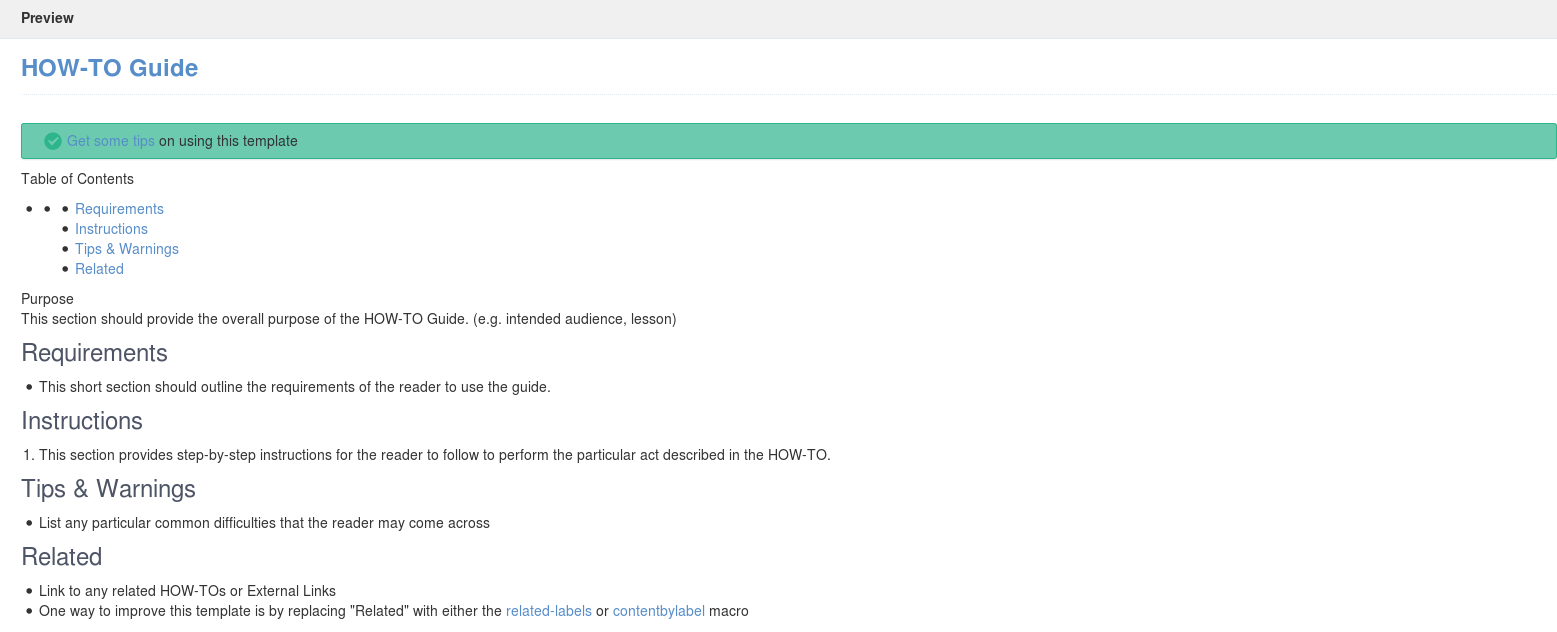 Preview
HOW-TO Guide
Get some tips on using this template
Table of Contents
• • • Requirements
• Instructions
• Tips & Warnings
• Related
Purpose
This section should provide the overall purpose of the HOW-TO Guide. (e.g. intended audience, lesson)
Requirements
• This short section should outline the requirements of the reader to use the guide.
Instructions
1. This section provides step-by-step instructions for the reader to follow to perform the particular act described in the HOW-TO.
Tips & Warnings
• List any particular common difficulties that the reader may come across
Related
• Link to any related HOW-TOs or External Links
• One way to improve this template is by replacing "Related" with either the related-labels or contentbylabel macro